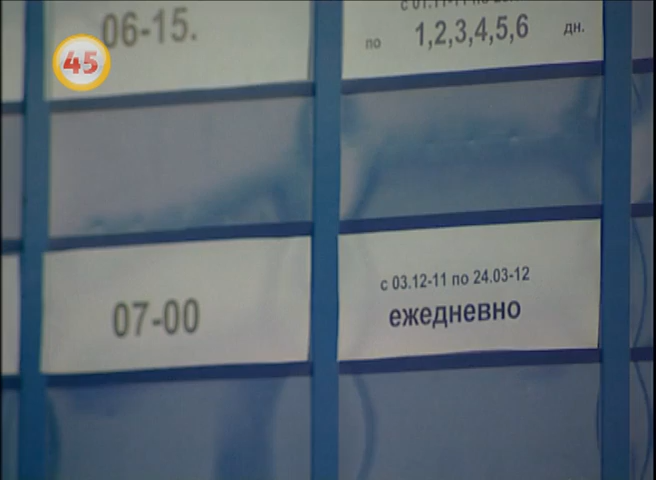 45
06-15.
по 1,2,3,4,5,6 дн.
07-00
с 03.12-11 по 24.03-12
ежедневно